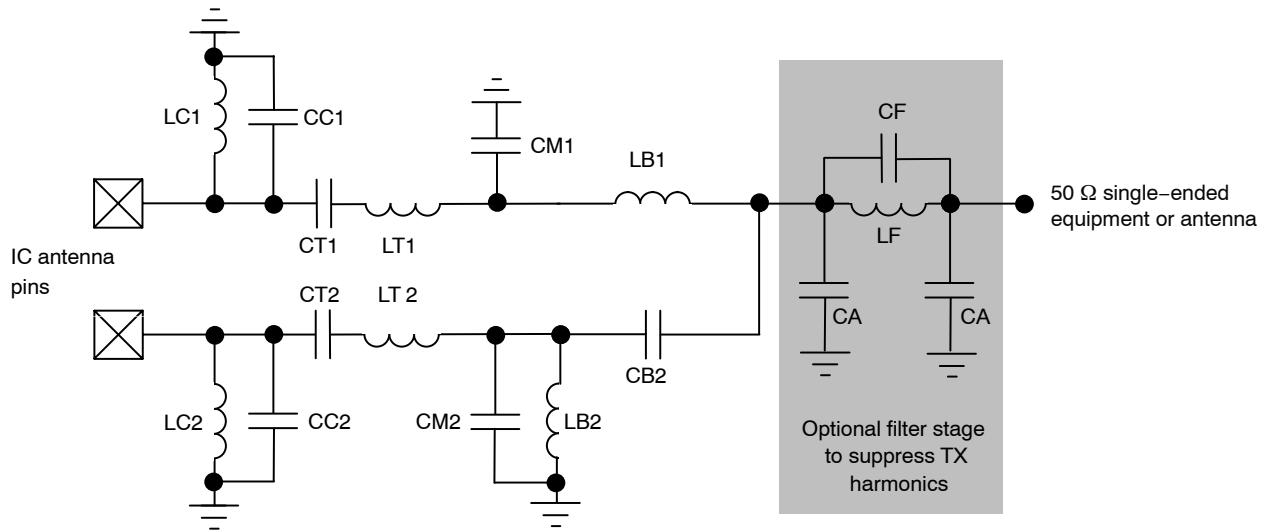 LC1
CC1
CM1
LB1
CT1
LT1
IC antenna
pins
CT2
LT 2
LC2
CC2
CM2
LB2
CB2
CF
LF
CA
CA
50 Ω single−ended
equipment or antenna
Optional filter stage
to suppress TX
harmonics